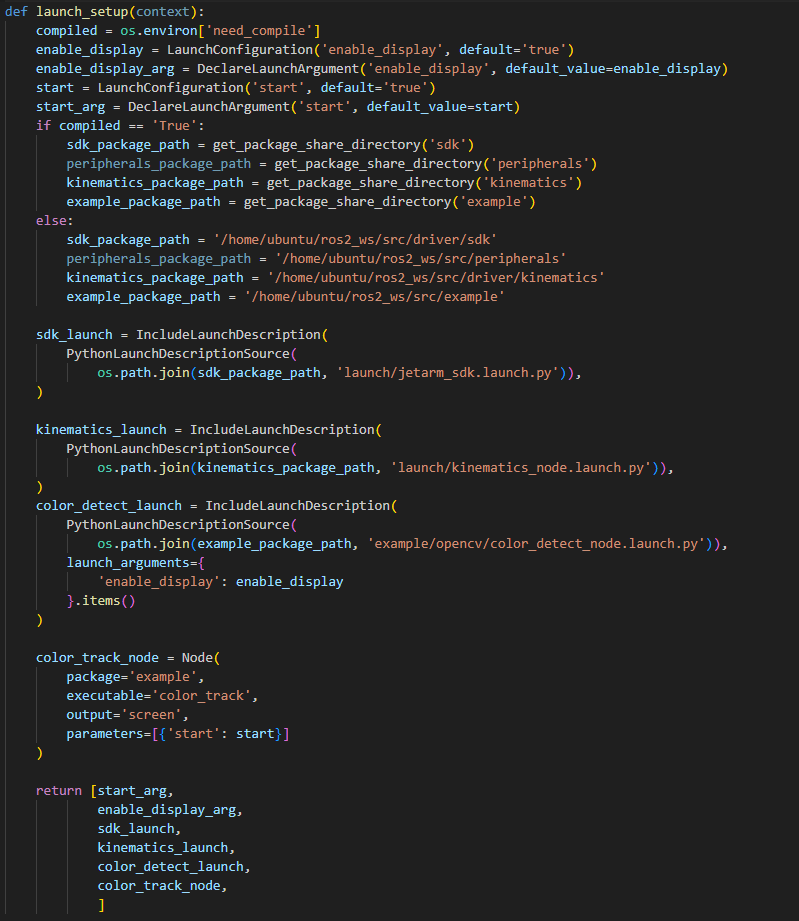 def launch_setup(context):
    compiled = os.environ['need_compile']
    enable_display = LaunchConfiguration('enable_display', default='true')
    enable_display_arg = DeclareLaunchArgument('enable_display', default_value=enable_display)
    start = LaunchConfiguration('start', default='true')
    start_arg = DeclareLaunchArgument('start', default_value=start)
    if compiled == 'True':
        sdk_package_path = get_package_share_directory('sdk')
        peripherals_package_path = get_package_share_directory('peripherals')
        kinematics_package_path = get_package_share_directory('kinematics')
        example_package_path = get_package_share_directory('example')
    else:
        sdk_package_path = '/home/ubuntu/ros2_ws/src/driver/sdk'
        peripherals_package_path = '/home/ubuntu/ros2_ws/src/peripherals'
        kinematics_package_path = '/home/ubuntu/ros2_ws/src/driver/kinematics'
        example_package_path = '/home/ubuntu/ros2_ws/src/example'

    sdk_launch = IncludeLaunchDescription(
        PythonLaunchDescriptionSource(
            os.path.join(sdk_package_path, 'launch/jetarm_sdk.launch.py')),
    )

    kinematics_launch = IncludeLaunchDescription(
        PythonLaunchDescriptionSource(
            os.path.join(kinematics_package_path, 'launch/kinematics_node.launch.py')),
    )
    color_detect_launch = IncludeLaunchDescription(
        PythonLaunchDescriptionSource(
            os.path.join(example_package_path, 'example/opencv/color_detect_node.launch.py')),
        launch_arguments={
            'enable_display': enable_display
        }.items()
    )

    color_track_node = Node(
        package='example',
        executable='color_track',
        output='screen',
        parameters=[{'start': start}]
    )

    return [start_arg,
            enable_display_arg,
            sdk_launch,
            kinematics_launch,
            color_detect_launch,
            color_track_node,
            ]